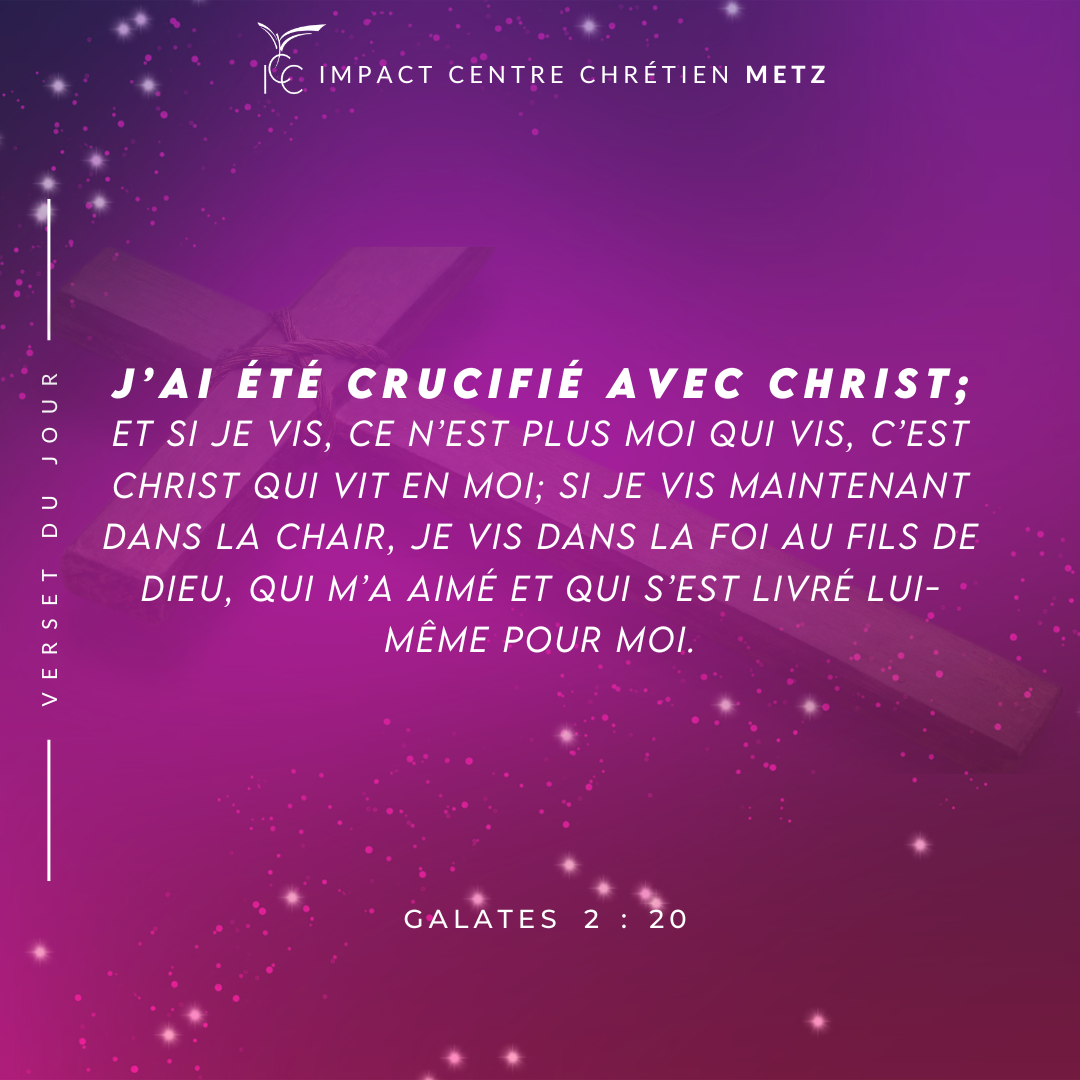 ICC IMPACT CENTRE CHRÉTIEN METZ
VERSET DU JOUR
J’AI ÉTÉ CRUCIFIÉ AVEC CHRIST;
ET SI JE VIS, CE N’EST PLUS MOI QUI VIS, C’EST
CHRIST QUI VIT EN MOI; SI JE VIS MAINTENANT
DANS LA CHAIR, JE VIS DANS LA FOI AU FILS DE
DIEU, QUI M’A AIMÉ ET QUI S’EST LIVRÉ LUI-
MÊME POUR MOI.
GALATES 2 : 20